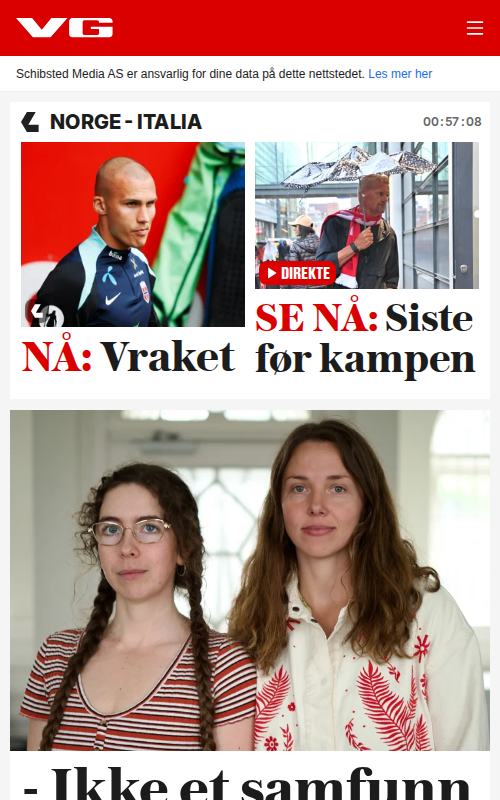 VG
Schibsted Media AS er ansvarlig for dine data på dette nettstedet. Les mer her
NORGE - ITALIA
00:57:08
NÅ: Vraket
DIREKTE
SE NÅ: Siste
før kampen
- Ikke et samfunn